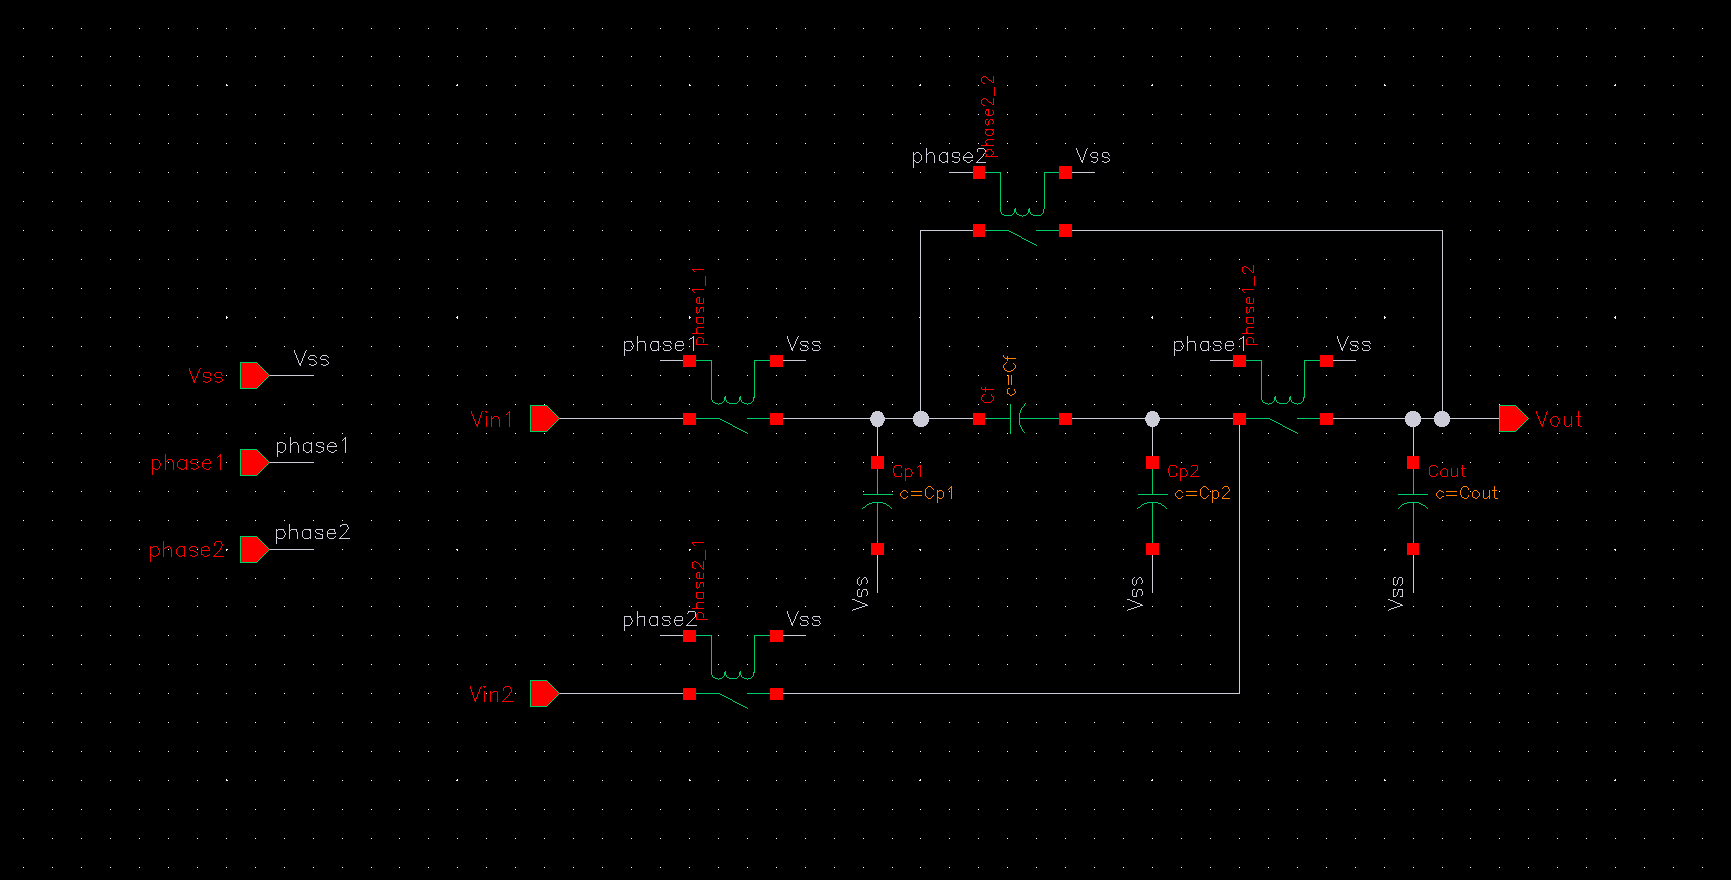 phase2_2
phase2
Vss
phase1_1
phase1
Vss
phase1_2
phase1
Vss
Vss
Vss
c=Cf
Cf
Vin1
Vout
phase1
phase1
Cp1
c=Cp1
Cp2
c=Cp2
Cout
c=Cout
phase2
phase2
Vss
Vss
Vss
phase2_1
phase2
Vss
Vin2